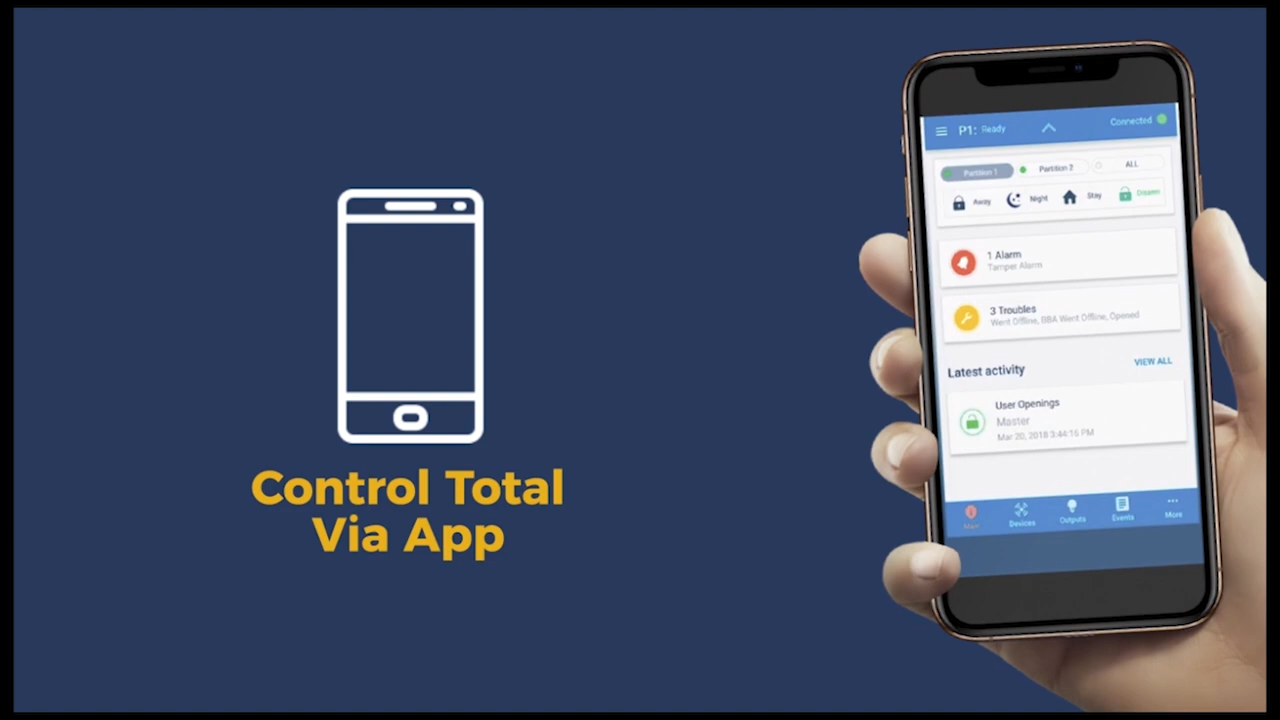 Control Total
Via App
P1: Ready
Connected
Partition 1
Partition 2
ALL
Away
Night
Stay
Disarm
1 Alarm
Tamper Alarm
3 Troubles
Went Offline, BBA Went Offline, Opened
Latest activity
VIEW ALL
User Openings
Master
Mar 20, 2018 3:44:15 PM
Main
Devices
Outputs
Events
More